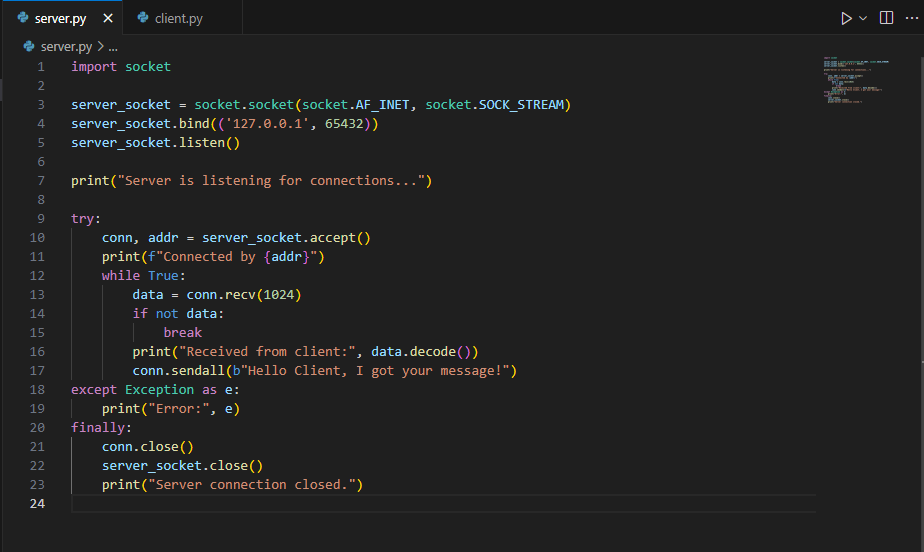 server.py
client.py
server.py > ...
1 import socket
2
3 server_socket = socket.socket(socket.AF_INET, socket.SOCK_STREAM)
4 server_socket.bind(('127.0.0.1', 65432))
5 server_socket.listen()
6
7 print("Server is listening for connections...")
8
9 try:
10     conn, addr = server_socket.accept()
11     print(f"Connected by {addr}")
12     while True:
13         data = conn.recv(1024)
14         if not data:
15             break
16         print("Received from client:", data.decode())
17         conn.sendall(b"Hello Client, I got your message!")
18 except Exception as e:
19     print("Error:", e)
20 finally:
21     conn.close()
22     server_socket.close()
23     print("Server connection closed.")
24